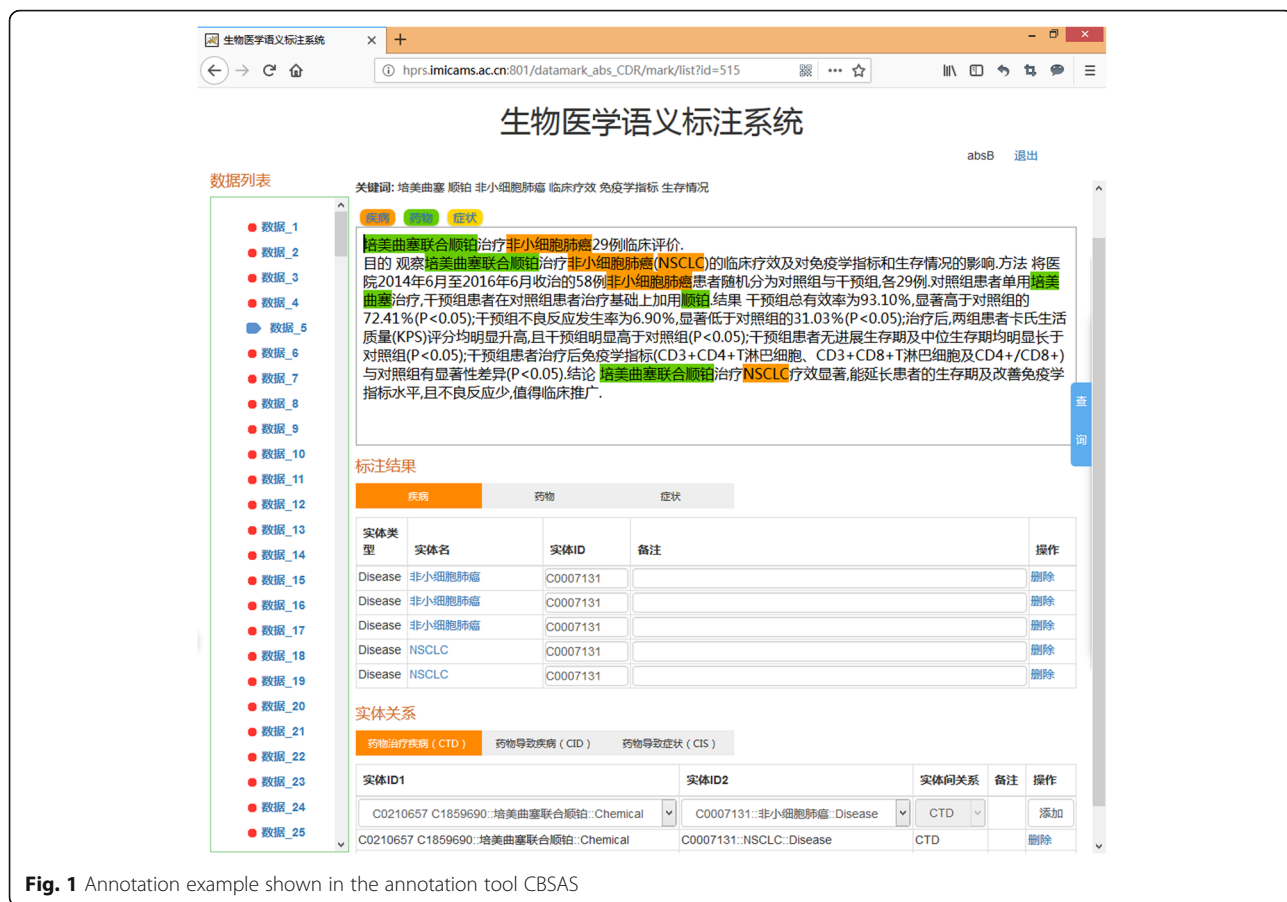 生物医学语义标注系统
hprs.imicams.ac.cn:801/datamark_abs_CDR/mark/list?id=515
生物医学语义标注系统
absB 退出
数据列表
数据_1
数据_2
数据_3
数据_4
数据_5
数据_6
数据_7
数据_8
数据_9
数据_10
数据_11
数据_12
数据_13
数据_14
数据_15
数据_16
数据_17
数据_18
数据_19
数据_20
数据_21
数据_22
数据_23
数据_24
数据_25
关键词: 培美曲塞 顺铂 非小细胞肺癌 临床疗效 免疫学指标 生存情况
疾病 药物 症状
培美曲塞联合顺铂治疗非小细胞肺癌29例临床评价.
目的 观察培美曲塞联合顺铂治疗非小细胞肺癌(NSCLC)的临床疗效及对免疫学指标和生存情况的影响.方法 将医
院2014年6月至2016年6月收治的58例非小细胞肺癌患者随机分为对照组与干预组,各29例.对照组患者单用培美
曲塞治疗,干预组患者在对照组患者治疗基础上加用顺铂.结果 干预组总有效率为93.10%,显著高于对照组的
72.41%(P<0.05);干预组不良反应发生率为6.90%,显著低于对照组的31.03%(P<0.05);治疗后,两组患者卡氏生活
质量(KPS)评分均明显升高,且干预组明显高于对照组(P<0.05);干预组患者无进展生存期及中位生存期均明显长于
对照组(P<0.05);干预组患者治疗后免疫学指标(CD3+CD4+T淋巴细胞、CD3+CD8+T淋巴细胞及CD4+/CD8+)
与对照组有显著性差异(P<0.05).结论 培美曲塞联合顺铂治疗NSCLC疗效显著,能延长患者的生存期及改善免疫学
指标水平,且不良反应少,值得临床推广.
查
询
标注结果
疾病 药物 症状
实体类型 实体名 实体ID 备注 操作
Disease 非小细胞肺癌 C0007131 删除
Disease 非小细胞肺癌 C0007131 删除
Disease 非小细胞肺癌 C0007131 删除
Disease NSCLC C0007131 删除
Disease NSCLC C0007131 删除
实体关系
药物治疗疾病（CTD） 药物导致疾病（CID） 药物导致症状（CIS）
实体ID1 实体ID2 实体间关系 备注 操作
C0210657 C1859690::培美曲塞联合顺铂::Chemical C0007131::非小细胞肺癌::Disease CTD 添加
C0210657 C1859690::培美曲塞联合顺铂::Chemical C0007131::NSCLC::Disease CTD 删除
Fig. 1 Annotation example shown in the annotation tool CBSAS